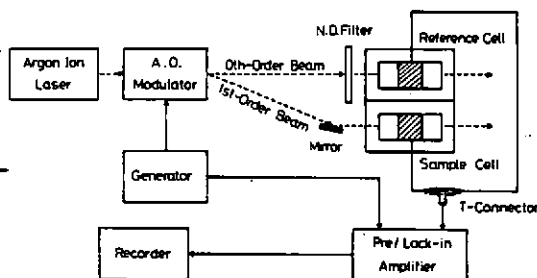 N.D.Filter
Reference Cell
Argon Ion
Laser
A.O.
Modulator
0th-Order Beam
1st-Order Beam
Mirror
Sample Cell
Generator
T-Connector
Recorder
Pre/Lock-in
Amplifier